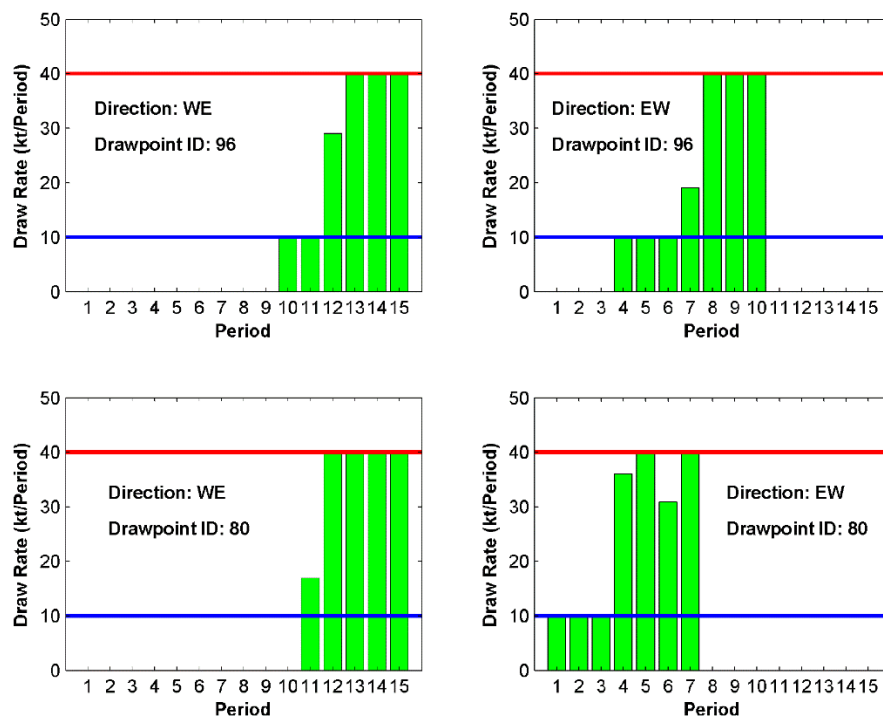 50
40
30
20
10
0
Draw Rate (kt/Period)
Direction: WE
Drawpoint ID: 96
1 2 3 4 5 6 7 8 9 10 11 12 13 14 15
Period
50
40
30
20
10
0
Draw Rate (kt/Period)
Direction: EW
Drawpoint ID: 96
1 2 3 4 5 6 7 8 9 10 11 12 13 14 15
Period
50
40
30
20
10
0
Draw Rate (kt/Period)
Direction: WE
Drawpoint ID: 80
1 2 3 4 5 6 7 8 9 10 11 12 13 14 15
Period
50
40
30
20
10
0
Draw Rate (kt/Period)
Direction: EW
Drawpoint ID: 80
1 2 3 4 5 6 7 8 9 10 11 12 13 14 15
Period